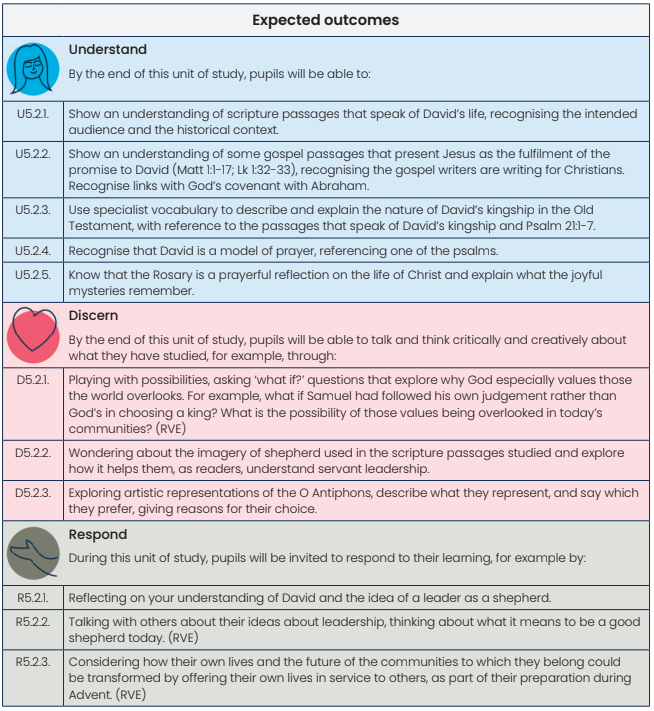 Expected outcomes
Understand
By the end of this unit of study, pupils will be able to:
U5.2.1. Show an understanding of scripture passages that speak of David's life, recognising the intended
audience and the historical context.
U5.2.2. Show an understanding of some gospel passages that present Jesus as the fulfilment of the
promise to David (Matt 1:1-17; Lk 1:32-33), recognising the gospel writers are writing for Christians.
Recognise links with God's covenant with Abraham.
U5.2.3. Use specialist vocabulary to describe and explain the nature of David's kingship in the Old
Testament, with reference to the passages that speak of David's kingship and Psalm 21:1-7.
U5.2.4. Recognise that David is a model of prayer, referencing one of the psalms.
U5.2.5. Know that the Rosary is a prayerful reflection on the life of Christ and explain what the joyful
mysteries remember.
Discern
By the end of this unit of study, pupils will be able to talk and think critically and creatively about
what they have studied, for example, through:
D5.2.1. Playing with possibilities, asking 'what if?' questions that explore why God especially values those
the world overlooks. For example, what if Samuel had followed his own judgement rather than
God's in choosing a king? What is the possibility of those values being overlooked in today's
communities? (RVE)
D5.2.2. Wondering about the imagery of shepherd used in the scripture passages studied and explore
how it helps them, as readers, understand servant leadership.
D5.2.3. Exploring artistic representations of the O Antiphons, describe what they represent, and say which
they prefer, giving reasons for their choice.
Respond
During this unit of study, pupils will be invited to respond to their learning, for example by:
R5.2.1. Reflecting on your understanding of David and the idea of a leader as a shepherd.
R5.2.2. Talking with others about their ideas about leadership, thinking about what it means to be a good
shepherd today. (RVE)
R5.2.3. Considering how their own lives and the future of the communities to which they belong could
be transformed by offering their own lives in service to others, as part of their preparation during
Advent. (RVE)